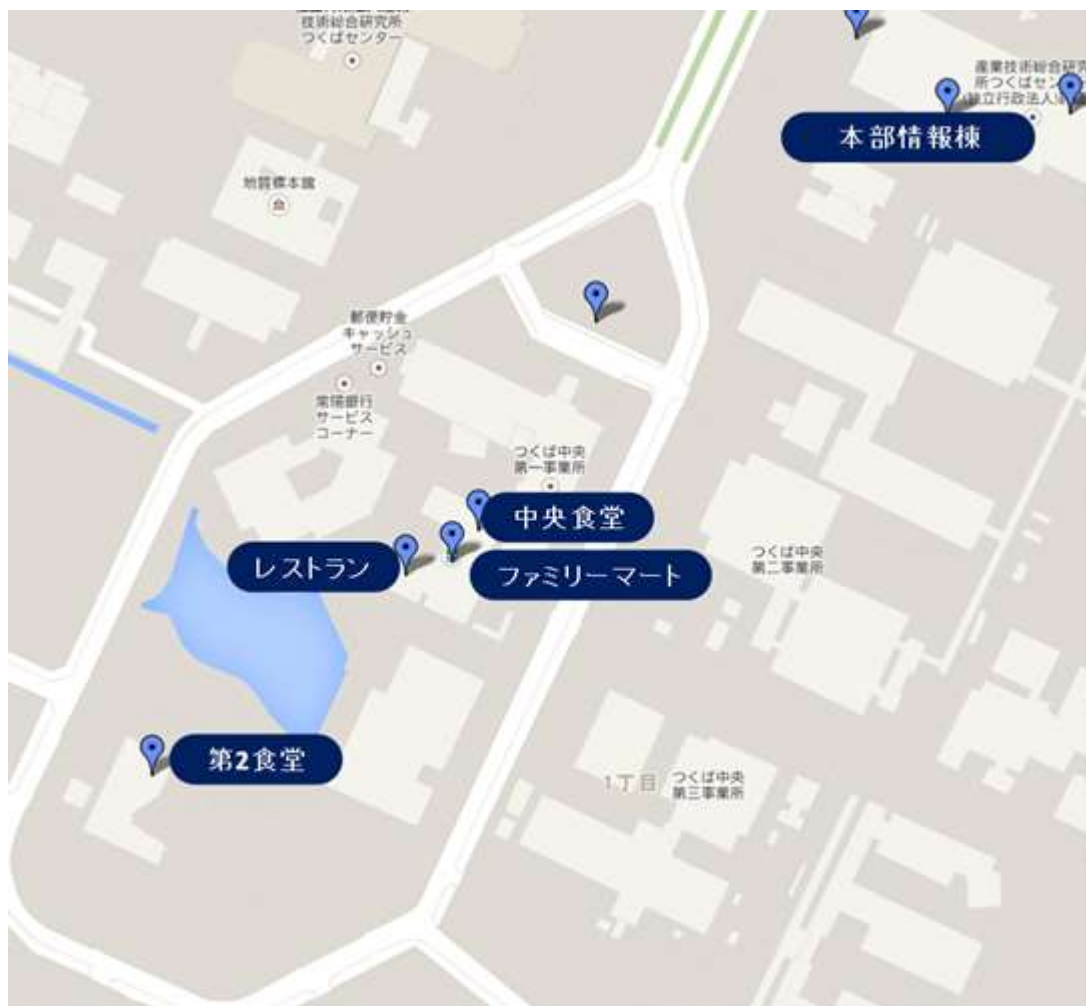 技術総合研究所
つくばセンター
産業技術総合研究
所つくばセン
独立行政法人
本部情報棟
地質標本館
郵便貯金
キャッシュ
サービス
常陽銀行
サービス
コーナー
つくば中央
第一事業所
中央食堂
レストラン
ファミリーマート
つくば中央
第二事業所
第2食堂
1丁目
つくば中央
第三事業所